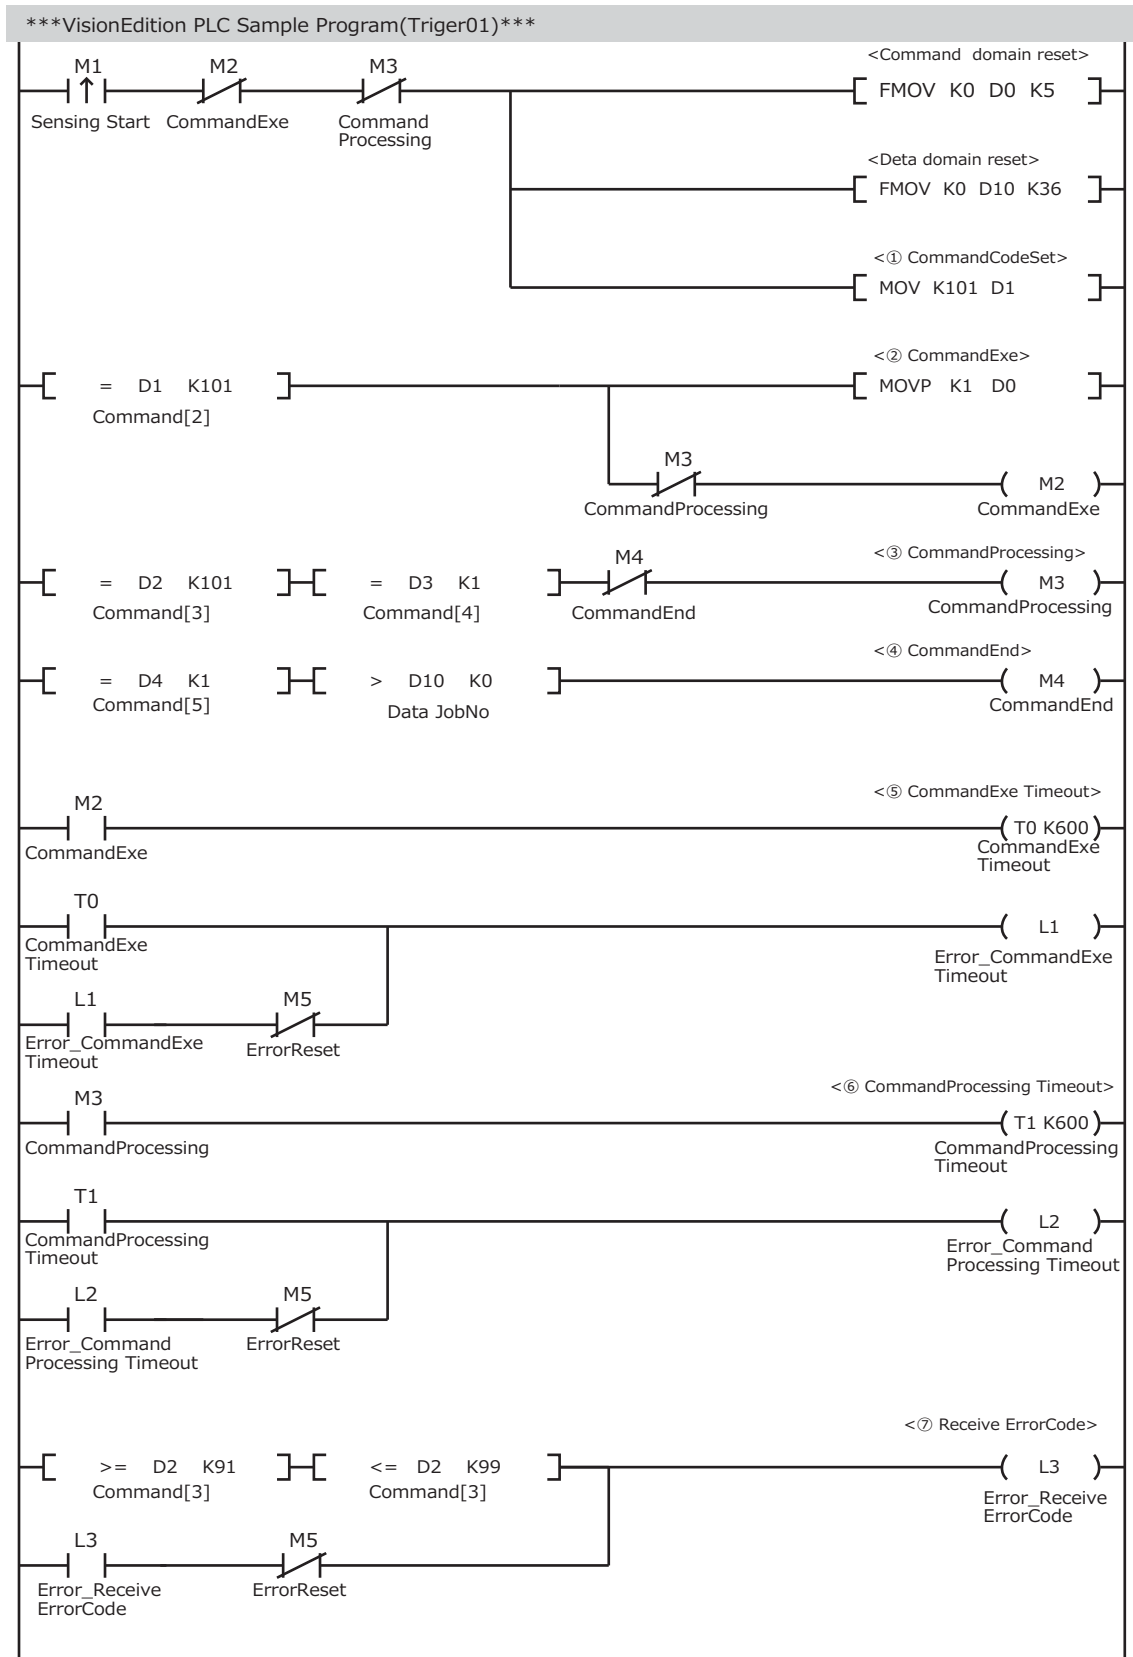 ***VisionEdition PLC Sample Program(Triger01)***
<Command domain reset>
M1 M2 M3
FMOV K0 D0 K5
Sensing Start CommandExe Command
Processing
<Deta domain reset>
FMOV K0 D10 K36
<① CommandCodeSet>
MOV K101 D1
<② CommandExe>
= D1 K101 MOVP K1 D0
Command[2]
M3
M2
CommandProcessing CommandExe
M4 <③ CommandProcessing>
= D2 K101 = D3 K1 M3
Command[3] Command[4] CommandEnd CommandProcessing
<④ CommandEnd>
= D4 K1 > D10 K0 M4
Command[5] Data JobNo CommandEnd
<⑤ CommandExe Timeout>
M2
T0 K600
CommandExe CommandExe
Timeout
T0
L1
CommandExe
Timeout
Error_CommandExe
Timeout
L1 M5
Error_CommandExe
Timeout
ErrorReset
<⑥ CommandProcessing Timeout>
M3
T1 K600
CommandProcessing CommandProcessing
Timeout
T1
L2
CommandProcessing
Timeout
Error_Command
Processing Timeout
L2 M5
Error_Command
Processing Timeout
ErrorReset
<⑦ Receive ErrorCode>
>= D2 K91 <= D2 K99 L3
Command[3] Command[3] Error_Receive
ErrorCode
L3 M5
Error_Receive
ErrorCode
ErrorReset